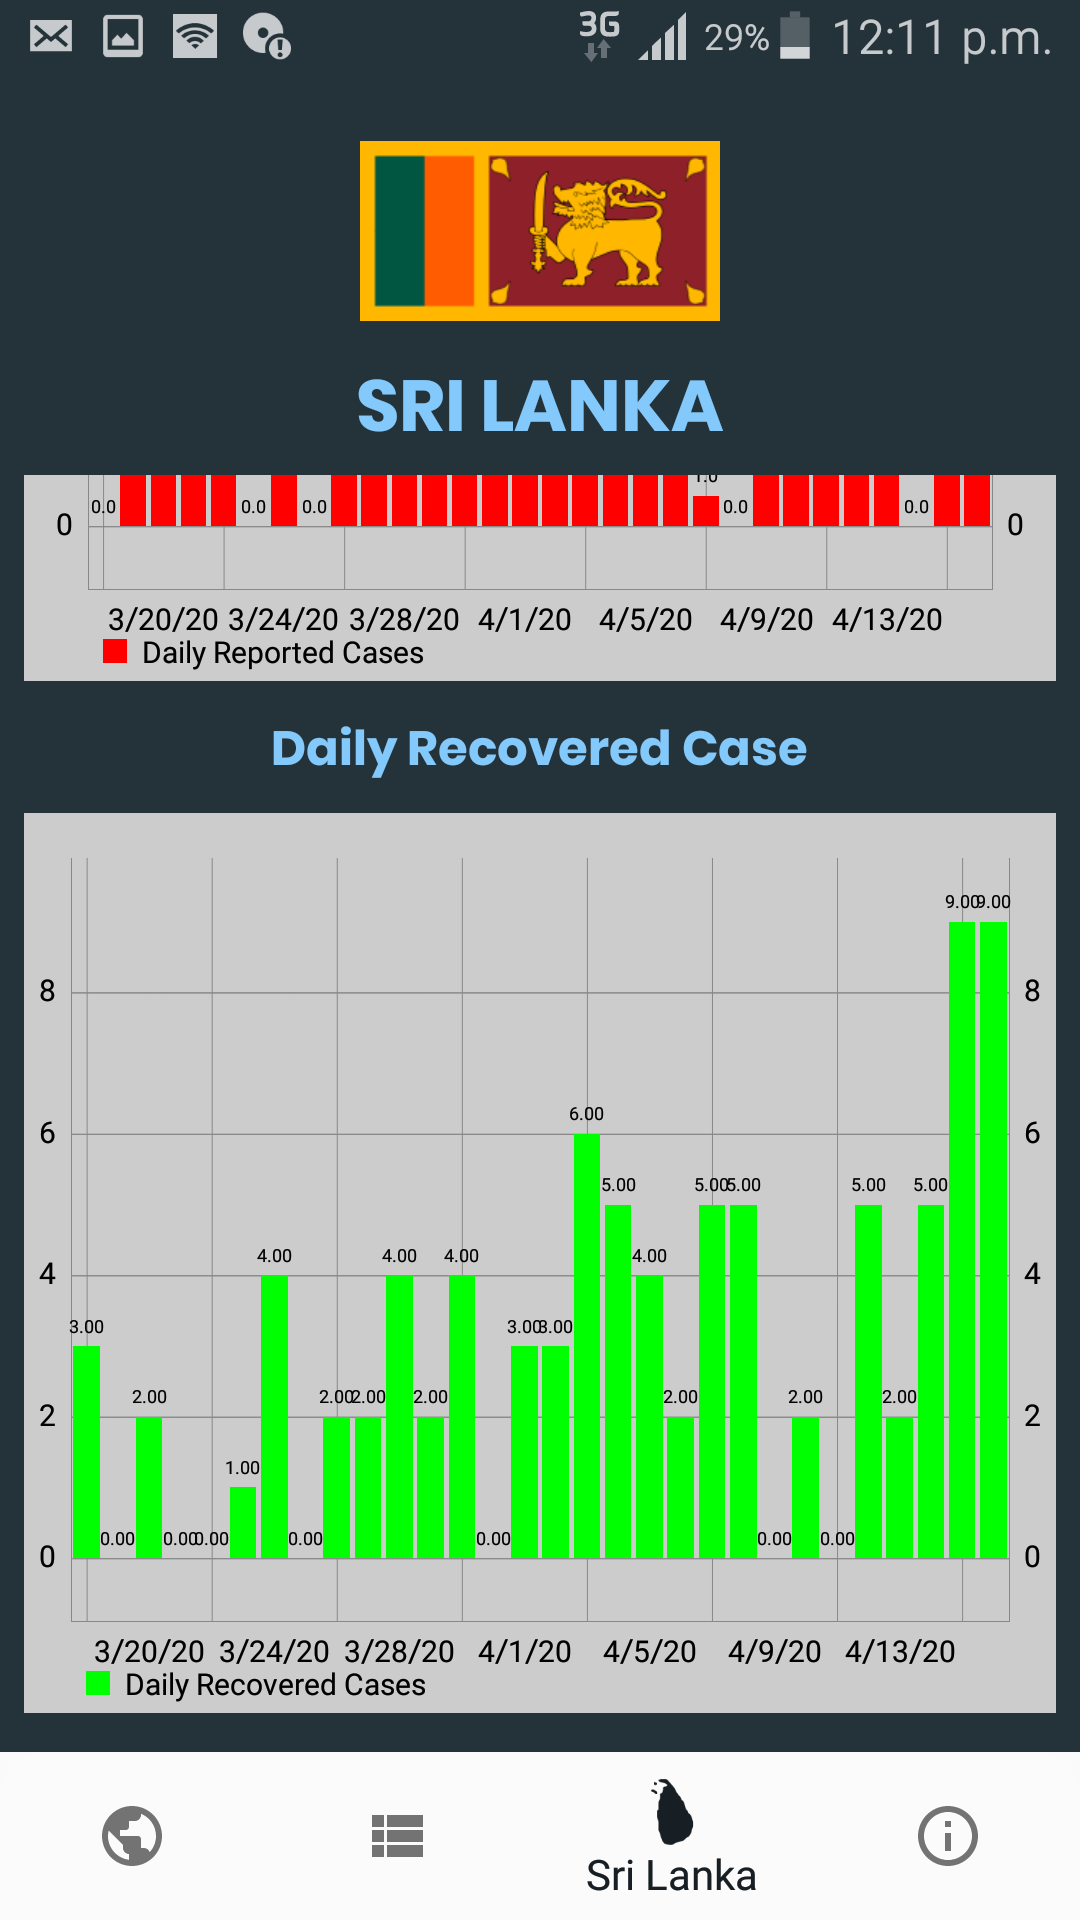 3G 29% 12:11 p.m.
SRI LANKA
1.0
0.0 0.0 0.0 0.0 0.0
0 0
3/20/20 3/24/20 3/28/20 4/1/20 4/5/20 4/9/20 4/13/20
Daily Reported Cases
Daily Recovered Case
9.00 9.00
8 8
6.00
6 6
5.00 5.00 5.00 5.00 5.00
4.00 4.00 4.00 4.00
4 4
3.00 3.00 3.00
2.00 2.00 2.00 2.00 2.00 2.00 2.00
2 2
1.00
0.00 0.00 0.00 0.00 0.00 0.00 0.00
0 0
3/20/20 3/24/20 3/28/20 4/1/20 4/5/20 4/9/20 4/13/20
Daily Recovered Cases
Sri Lanka